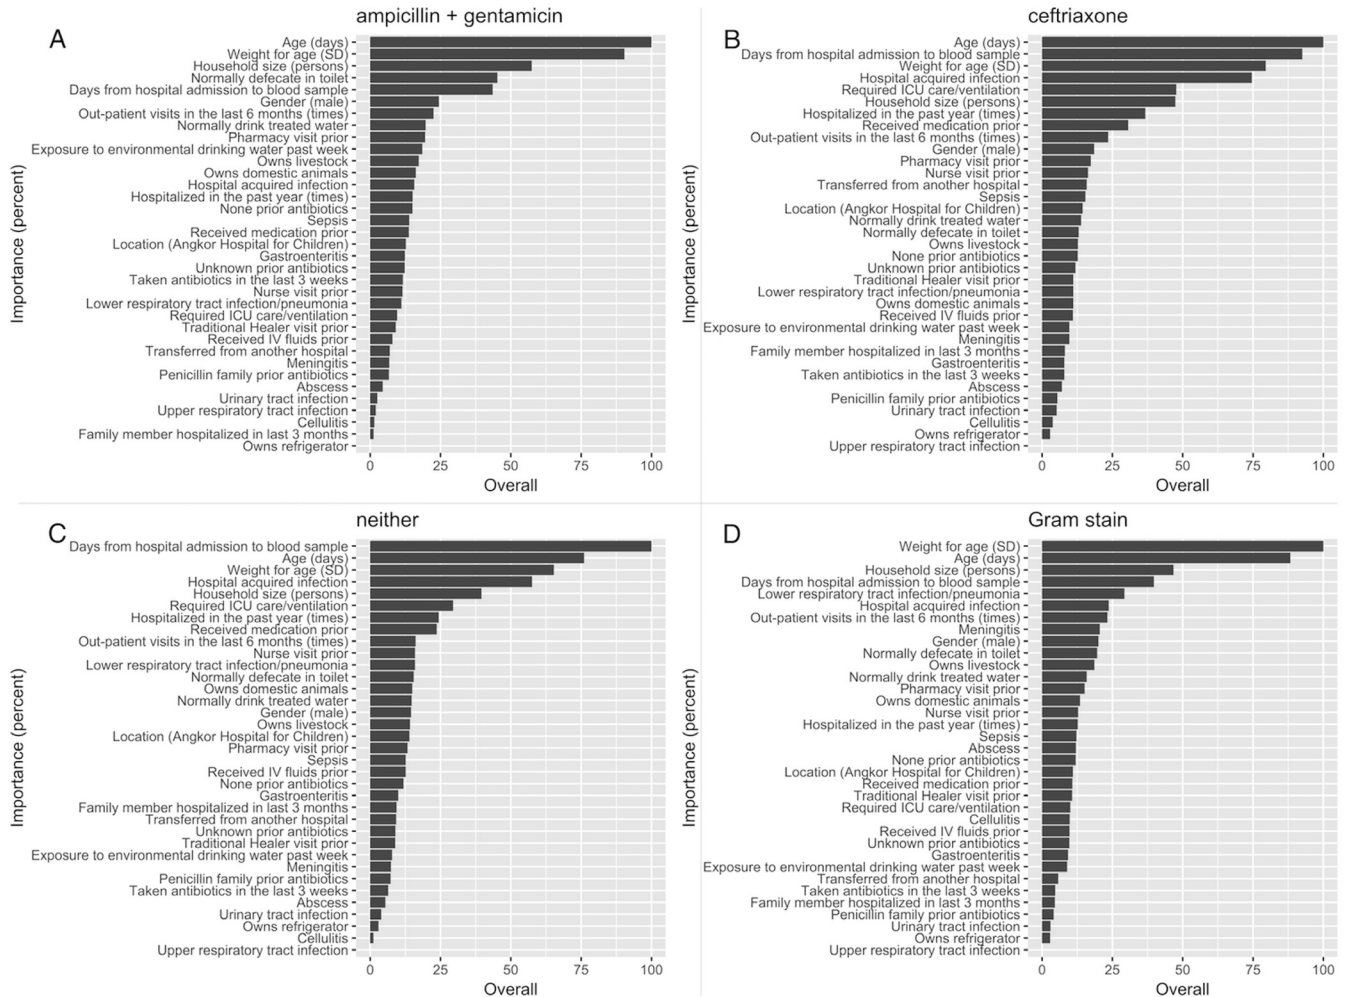 ampicillin + gentamicin
A
Age (days)
Weight for age (SD)
Household size (persons)
Normally defecate in toilet
Days from hospital admission to blood sample
Gender (male)
Out-patient visits in the last 6 months (times)
Normally drink treated water
Pharmacy visit prior
Exposure to environmental drinking water past week
Owns livestock
Owns domestic animals
Hospital acquired infection
Hospitalized in the past year (times)
None prior antibiotics
Sepsis
Received medication prior
Location (Angkor Hospital for Children)
Gastroenteritis
Unknown prior antibiotics
Taken antibiotics in the last 3 weeks
Nurse visit prior
Lower respiratory tract infection/pneumonia
Required ICU care/ventilation
Traditional Healer visit prior
Received IV fluids prior
Transferred from another hospital
Meningitis
Penicillin family prior antibiotics
Abscess
Urinary tract infection
Upper respiratory tract infection
Cellulitis
Family member hospitalized in last 3 months
Owns refrigerator
Importance (percent)
0 25 50 75 100
Overall
ceftriaxone
B
Age (days)
Days from hospital admission to blood sample
Weight for age (SD)
Hospital acquired infection
Required ICU care/ventilation
Household size (persons)
Hospitalized in the past year (times)
Received medication prior
Out-patient visits in the last 6 months (times)
Gender (male)
Pharmacy visit prior
Nurse visit prior
Transferred from another hospital
Sepsis
Location (Angkor Hospital for Children)
Normally drink treated water
Normally defecate in toilet
Owns livestock
None prior antibiotics
Unknown prior antibiotics
Traditional Healer visit prior
Lower respiratory tract infection/pneumonia
Owns domestic animals
Received IV fluids prior
Exposure to environmental drinking water past week
Meningitis
Family member hospitalized in last 3 months
Gastroenteritis
Taken antibiotics in the last 3 weeks
Abscess
Penicillin family prior antibiotics
Urinary tract infection
Cellulitis
Owns refrigerator
Upper respiratory tract infection
Importance (percent)
0 25 50 75 100
Overall
neither
C
Days from hospital admission to blood sample
Age (days)
Weight for age (SD)
Hospital acquired infection
Household size (persons)
Required ICU care/ventilation
Hospitalized in the past year (times)
Received medication prior
Out-patient visits in the last 6 months (times)
Nurse visit prior
Lower respiratory tract infection/pneumonia
Normally defecate in toilet
Owns domestic animals
Normally drink treated water
Gender (male)
Owns livestock
Location (Angkor Hospital for Children)
Pharmacy visit prior
Sepsis
Received IV fluids prior
None prior antibiotics
Gastroenteritis
Family member hospitalized in last 3 months
Transferred from another hospital
Unknown prior antibiotics
Traditional Healer visit prior
Exposure to environmental drinking water past week
Meningitis
Penicillin family prior antibiotics
Taken antibiotics in the last 3 weeks
Abscess
Urinary tract infection
Owns refrigerator
Cellulitis
Upper respiratory tract infection
Importance (percent)
0 25 50 75 100
Overall
Gram stain
D
Weight for age (SD)
Age (days)
Household size (persons)
Days from hospital admission to blood sample
Lower respiratory tract infection/pneumonia
Hospital acquired infection
Out-patient visits in the last 6 months (times)
Meningitis
Gender (male)
Normally defecate in toilet
Owns livestock
Normally drink treated water
Pharmacy visit prior
Owns domestic animals
Nurse visit prior
Hospitalized in the past year (times)
Sepsis
Abscess
None prior antibiotics
Location (Angkor Hospital for Children)
Received medication prior
Traditional Healer visit prior
Required ICU care/ventilation
Cellulitis
Received IV fluids prior
Unknown prior antibiotics
Gastroenteritis
Exposure to environmental drinking water past week
Transferred from another hospital
Taken antibiotics in the last 3 weeks
Family member hospitalized in last 3 months
Penicillin family prior antibiotics
Urinary tract infection
Owns refrigerator
Upper respiratory tract infection
Importance (percent)
0 25 50 75 100
Overall